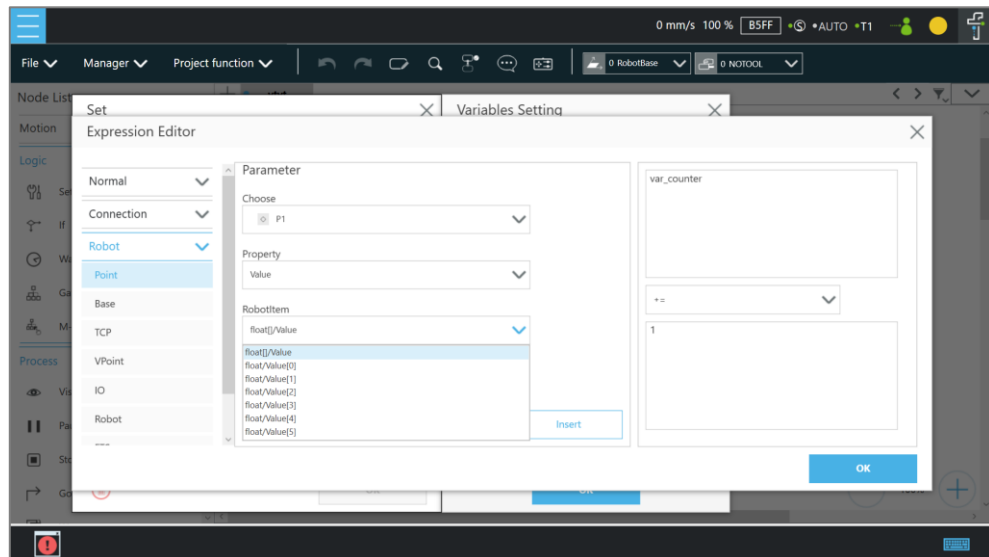 0 mm/s 100 % B5FF S AUTO T1
File Manager Project function 0 RobotBase 0 NOTOOL
Node List
Set Variables Setting
Motion Expression Editor
Logic
Normal
Connection
Robot
Point
Base
TCP
VPoint
IO
Robot
Parameter
Choose
P1
Property
Value
RobotItem
float[]/Value
float[]/Value
float/Value[0]
float/Value[1]
float/Value[2]
float/Value[3]
float/Value[4]
float/Value[5]
Insert
var_counter
+=
1
OK
If
Process